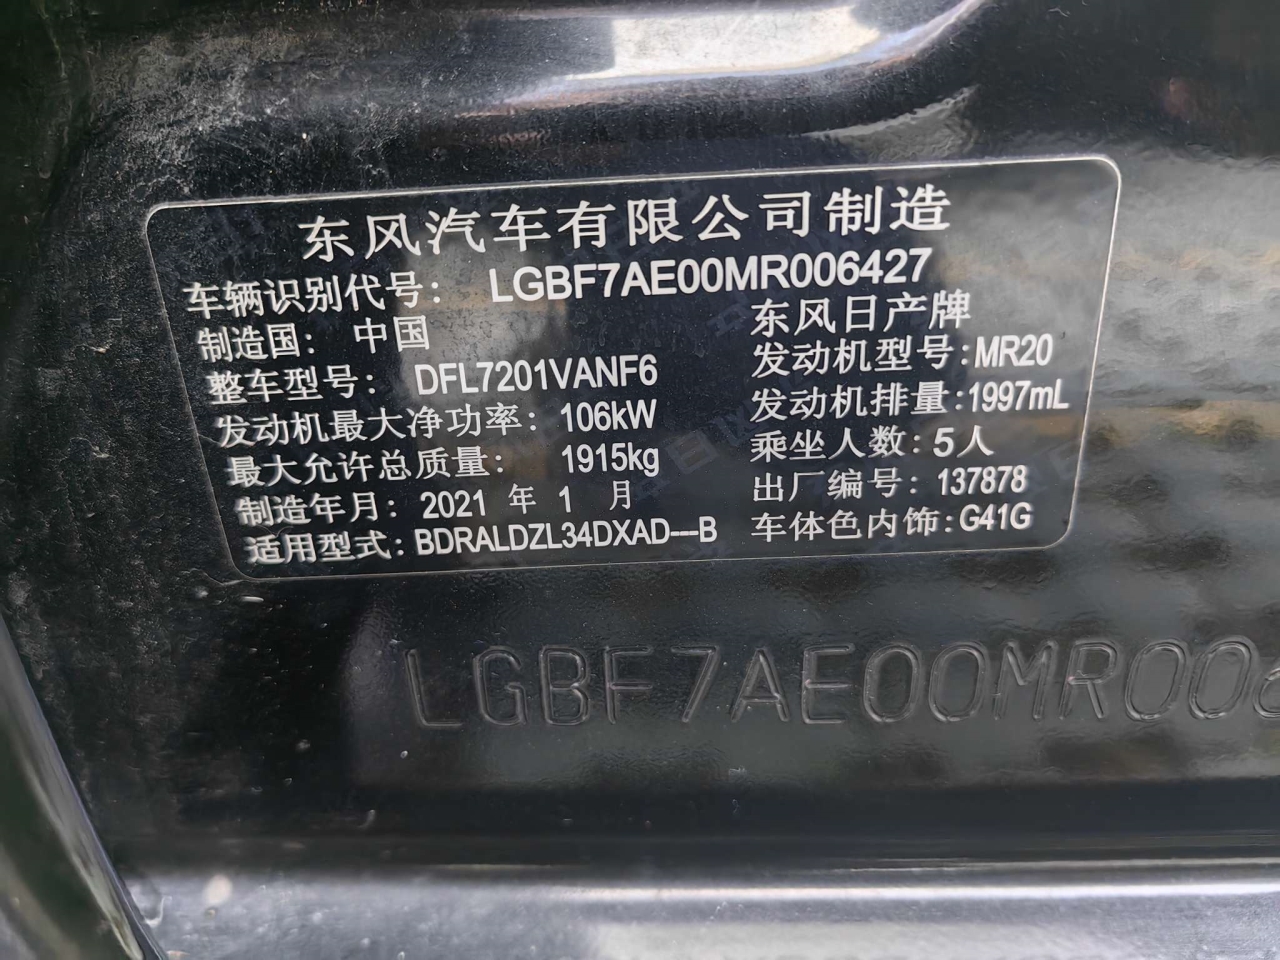 东风汽车有限公司制造
车辆识别代号: LGBF7AE00MR006427
制造国: 中国 东风日产牌
整车型号: DFL7201VANF6 发动机型号:MR20
发动机最大净功率: 106kW 发动机排量:1997mL
最大允许总质量: 1915kg 乘坐人数:5人
制造年月: 2021 年 1 月 出厂编号: 137878
适用型式: BDRALDZL34DXAD---B 车体色内饰:G41G
LGBF7AE00MR006